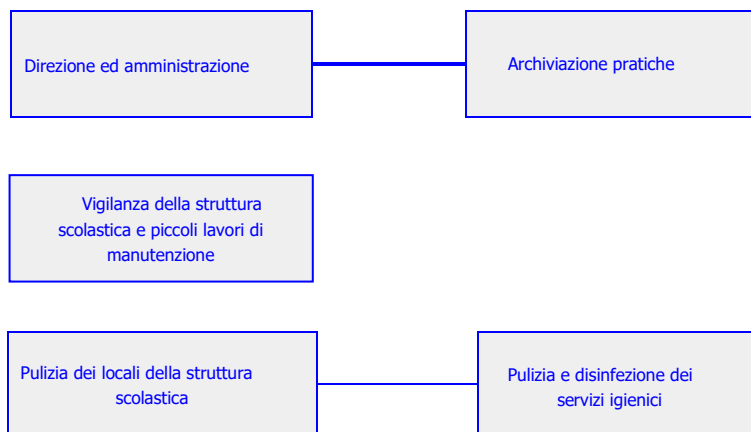 Direzione ed amministrazione
Archiviazione pratiche
Vigilanza della struttura
scolastica e piccoli lavori di
manutenzione
Pulizia dei locali della struttura
scolastica
Pulizia e disinfezione dei
servizi igienici